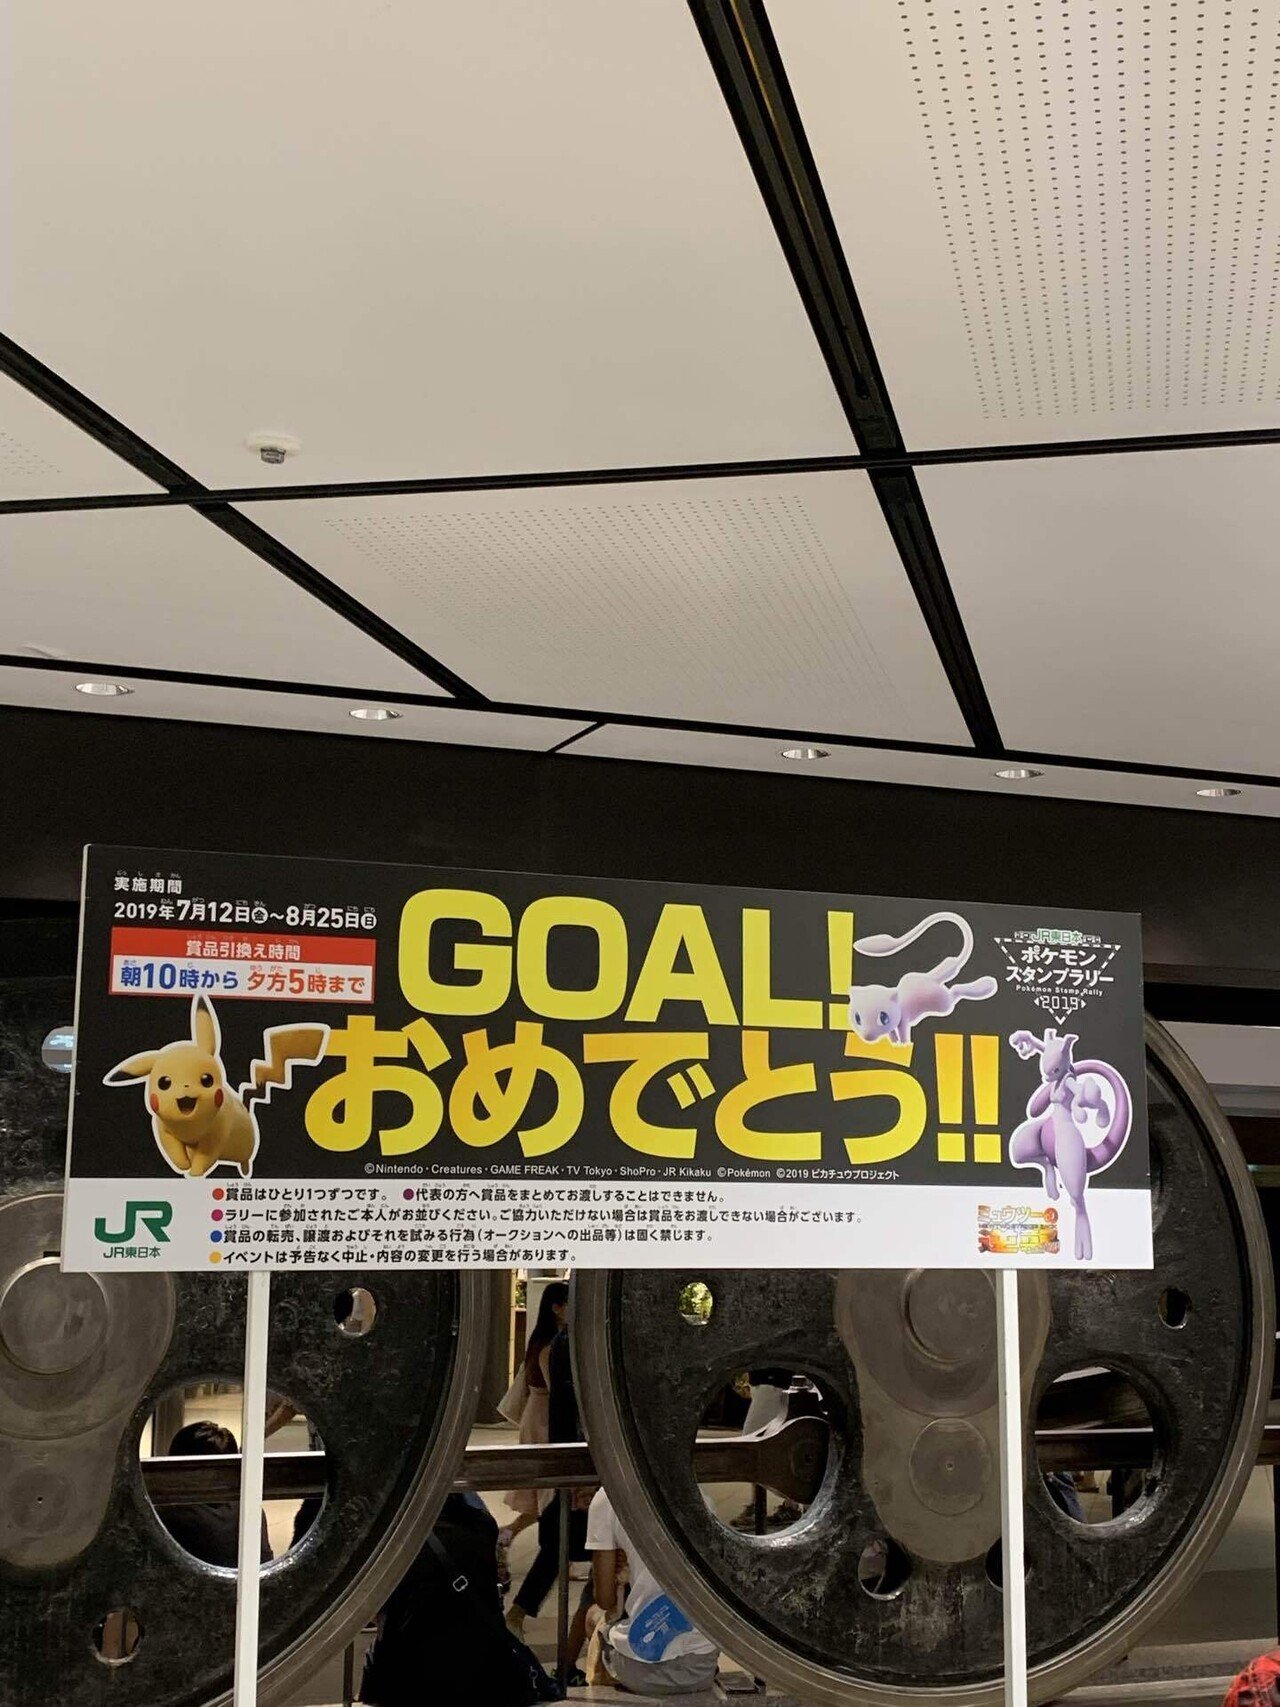 実施期間
2019年7月12日金～8月25日日
賞品引換え時間
朝10時から 夕方5時まで
GOAL!
おめでとう!!
JR東日本
ポケモン
スタンプラリー
Pokémon Stamp Rally
2019
©Nintendo・Creatures・GAME FREAK・TV Tokyo・ShoPro・JR Kikaku ©Pokémon ©2019 ピカチュウプロジェクト
JR
JR東日本
●賞品はひとり1つずつです。 ●代表の方へ賞品をまとめてお渡しすることはできません。
●ラリーに参加されたご本人がお並びください。ご協力いただけない場合は賞品をお渡しできない場合がございます。
●賞品の転売、譲渡およびそれを試みる行為(オークションへの出品等)は固く禁じます。
●イベントは予告なく中止・内容の変更を行う場合があります。
ミュウツーの